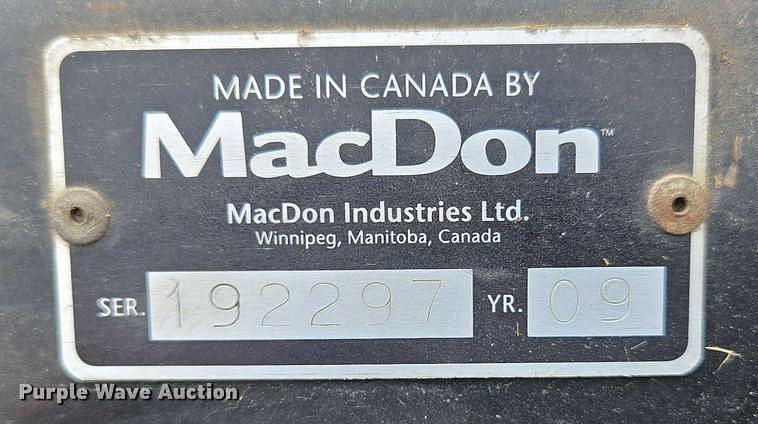 MADE IN CANADA BY
MacDon™
MacDon Industries Ltd.
Winnipeg, Manitoba, Canada
SER. 192297 YR. 09
Purple Wave Auction